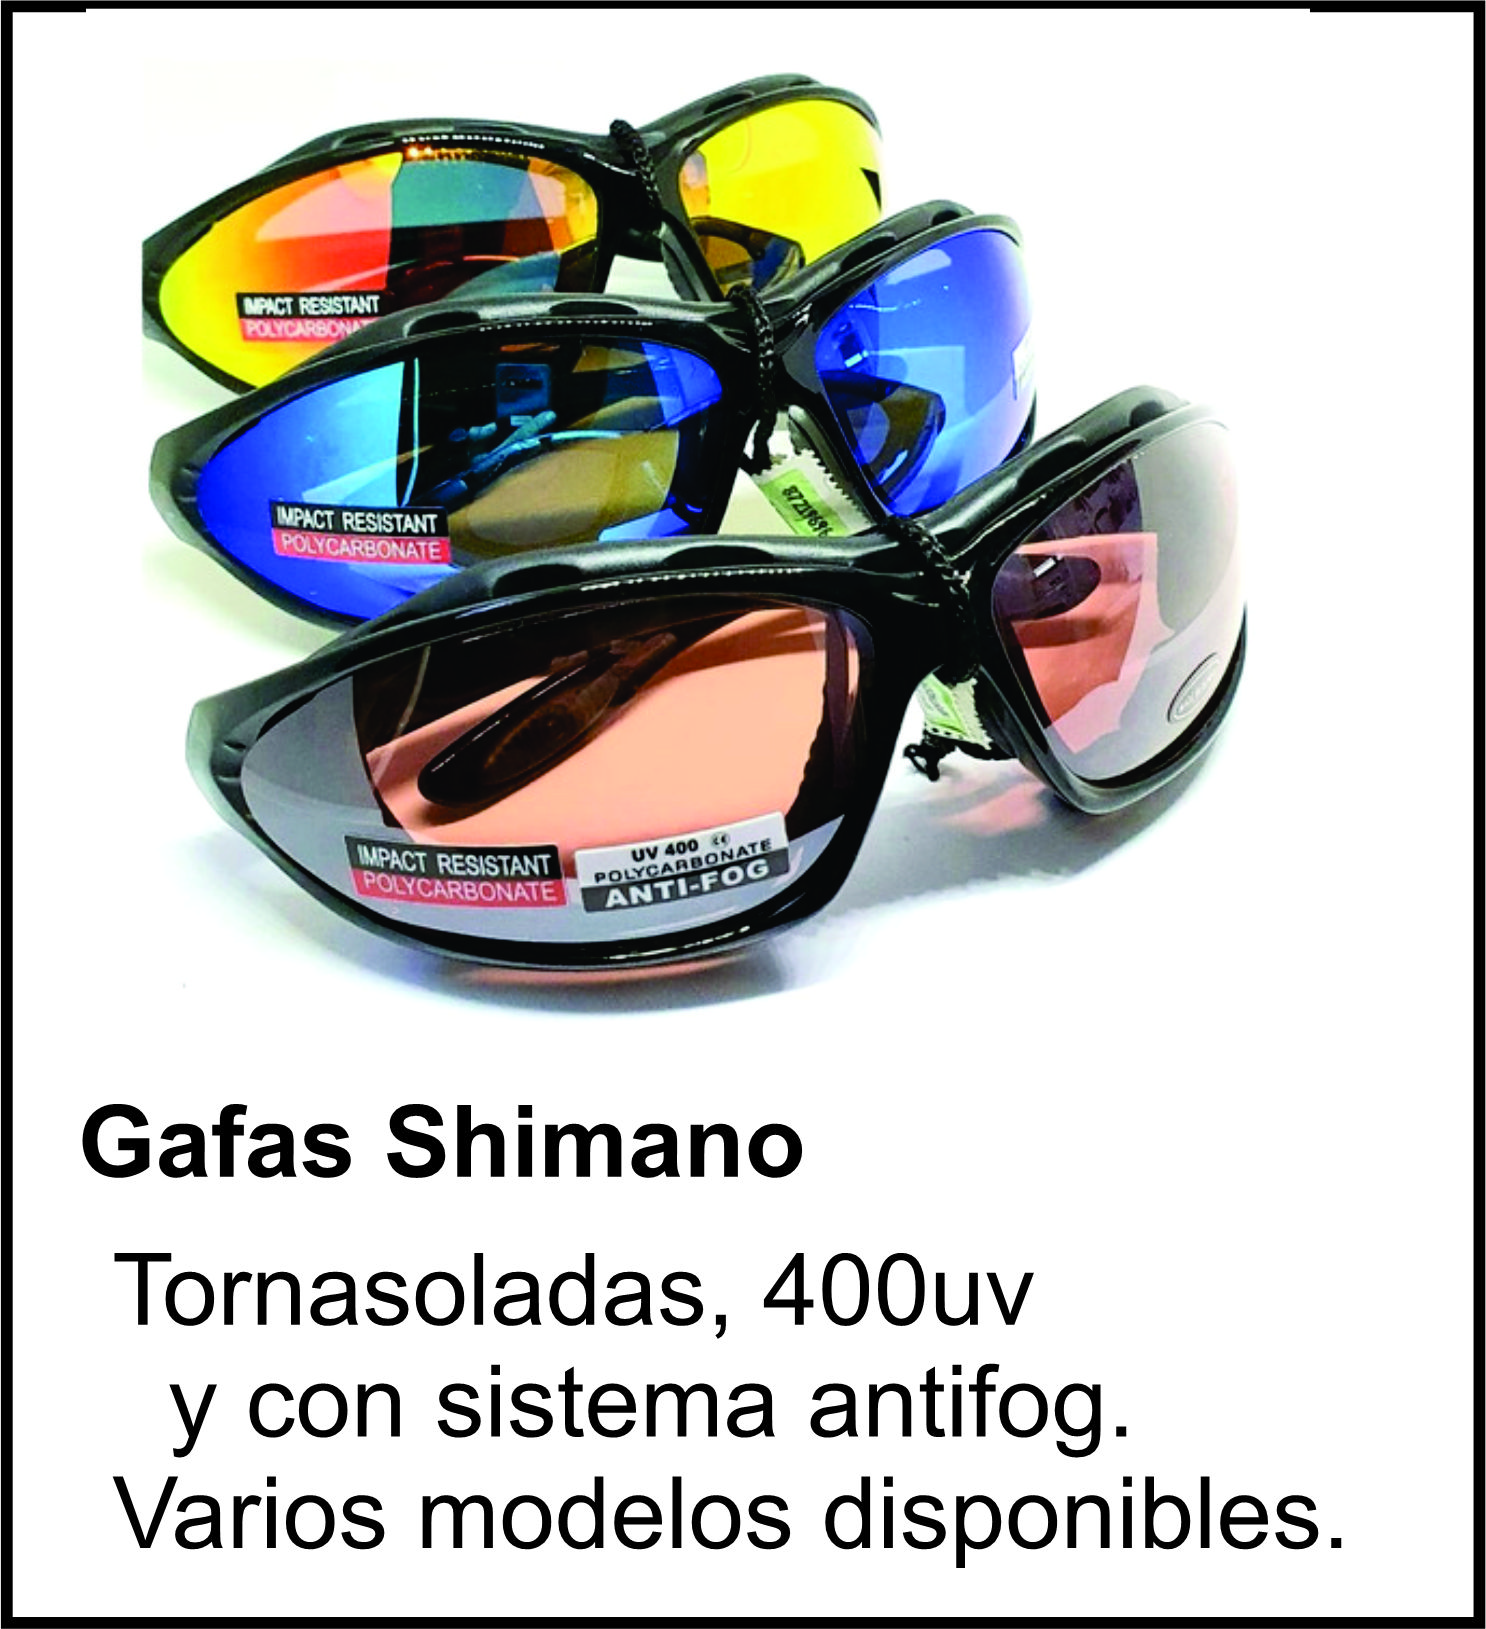 IMPACT RESISTANT
POLYCARBONATE
IMPACT RESISTANT
POLYCARBONATE
IMPACT RESISTANT
POLYCARBONATE
UV 400 CE
POLYCARBONATE
ANTI-FOG
Gafas Shimano
Tornasoladas, 400uv
y con sistema antifog.
Varios modelos disponibles.